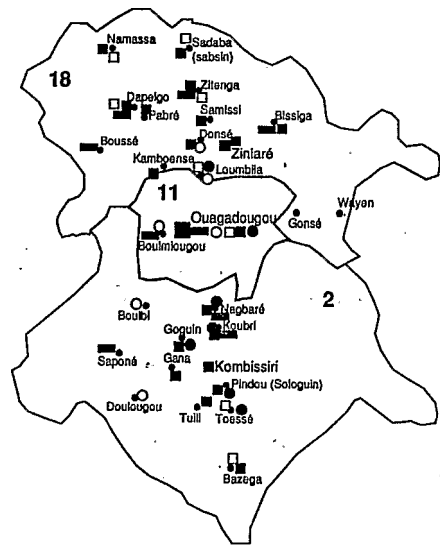 Namassa
Sadaba
(sabsin)
18
Zitenga
Dapelgo
Pabré
Samissi
Bissiga
Donsé
Boussé
Ziniaré
Kamboense
Loumbila
11
Ouagadougou
Wayen
Gonsé
Boulmiougou
2
Nagbaré
Boulbi
Koubri
Goguin
Saponé
Gana
Kombissiri
Pindou (Sologuin)
Doulougou
Tuili
Toessé
Bazega